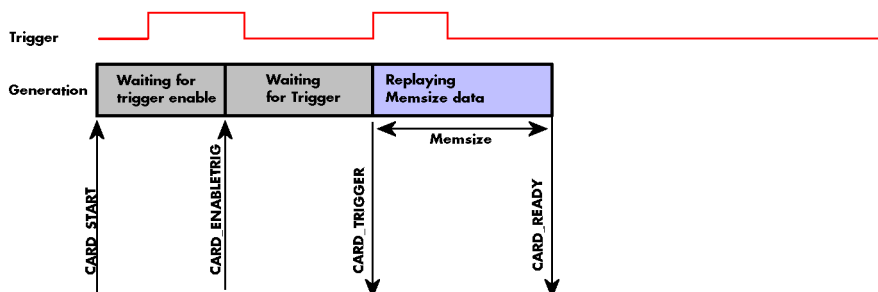 Trigger
Generation
Waiting for
trigger enable
Waiting
for Trigger
Replaying
Memsize data
Memsize
CARD_START
CARD_ENABLETRIG
CARD_TRIGGER
CARD_READY